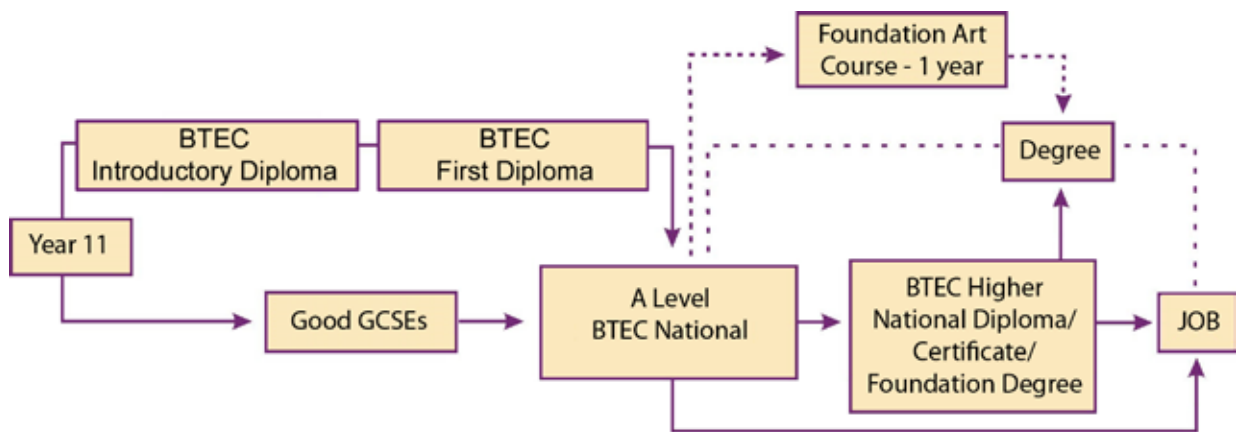 Foundation Art
Course - 1 year
BTEC
Introductory Diploma
BTEC
First Diploma
Degree
Year 11
Good GCSEs
A Level
BTEC National
BTEC Higher
National Diploma/
Certificate/
Foundation Degree
JOB